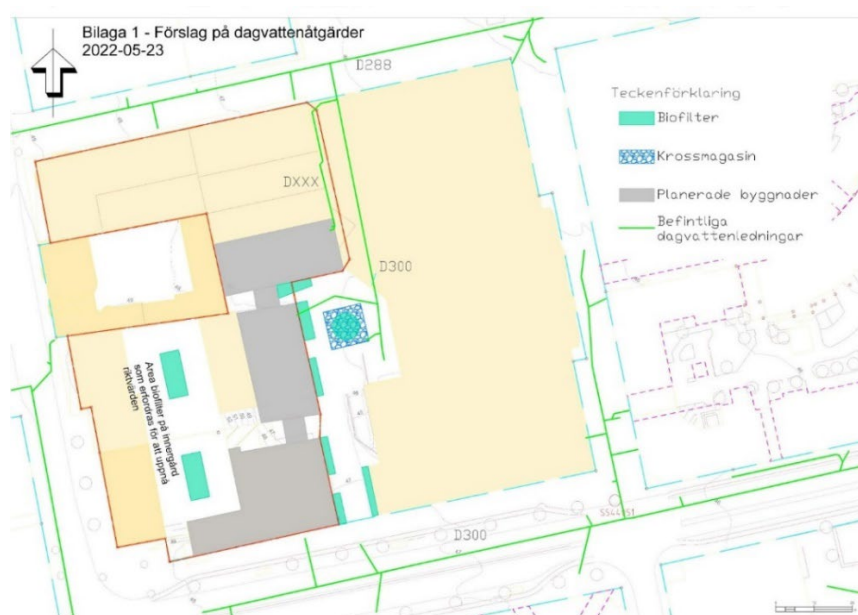 Bilaga 1 - Förslag på dagvattenåtgärder
2022-05-23
D288
Teckenförklaring
Biofilter
Krossmagasin
Planerade byggnader
Befintliga
dagvattenledningar
DXXX
D300
Area biofilter på innergård
som erfordras för att uppnå
riktvärden
D300